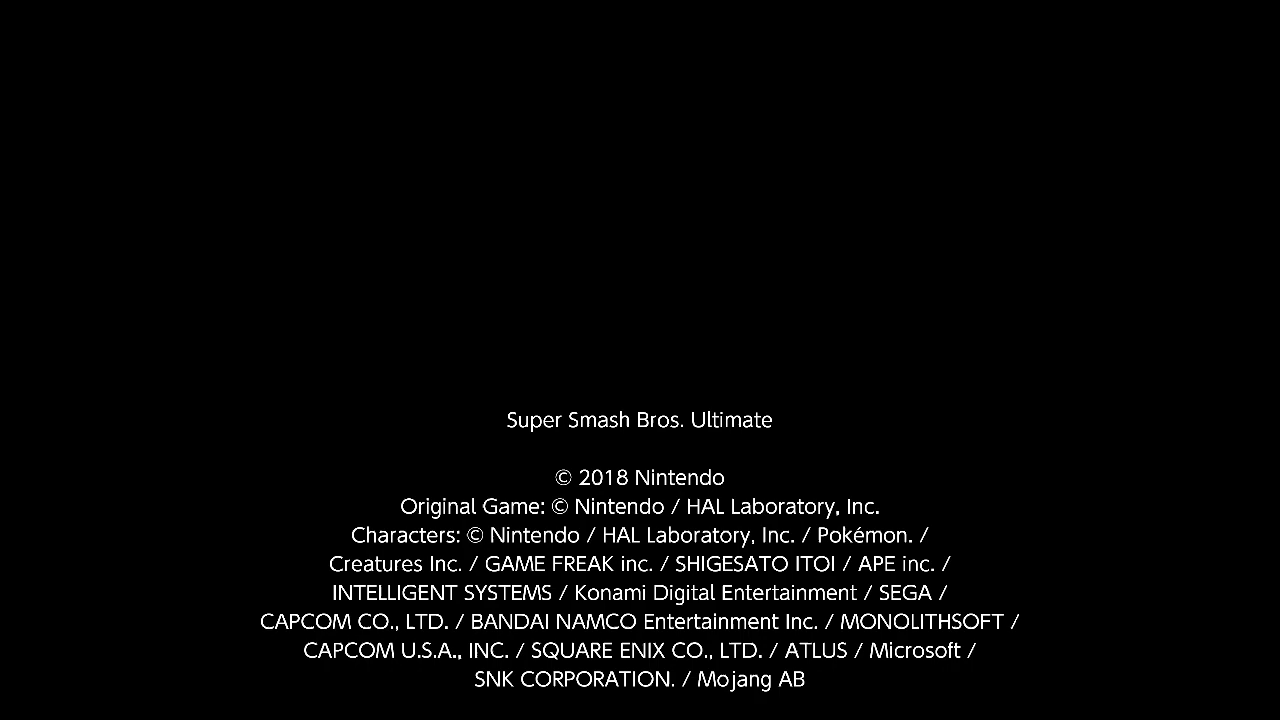 Super Smash Bros. Ultimate
© 2018 Nintendo
Original Game: © Nintendo / HAL Laboratory, Inc.
Characters: © Nintendo / HAL Laboratory, Inc. / Pokémon. /
Creatures Inc. / GAME FREAK inc. / SHIGESATO ITOI / APE inc. /
INTELLIGENT SYSTEMS / Konami Digital Entertainment / SEGA /
CAPCOM CO., LTD. / BANDAI NAMCO Entertainment Inc. / MONOLITHSOFT /
CAPCOM U.S.A., INC. / SQUARE ENIX CO., LTD. / ATLUS / Microsoft /
SNK CORPORATION. / Mojang AB